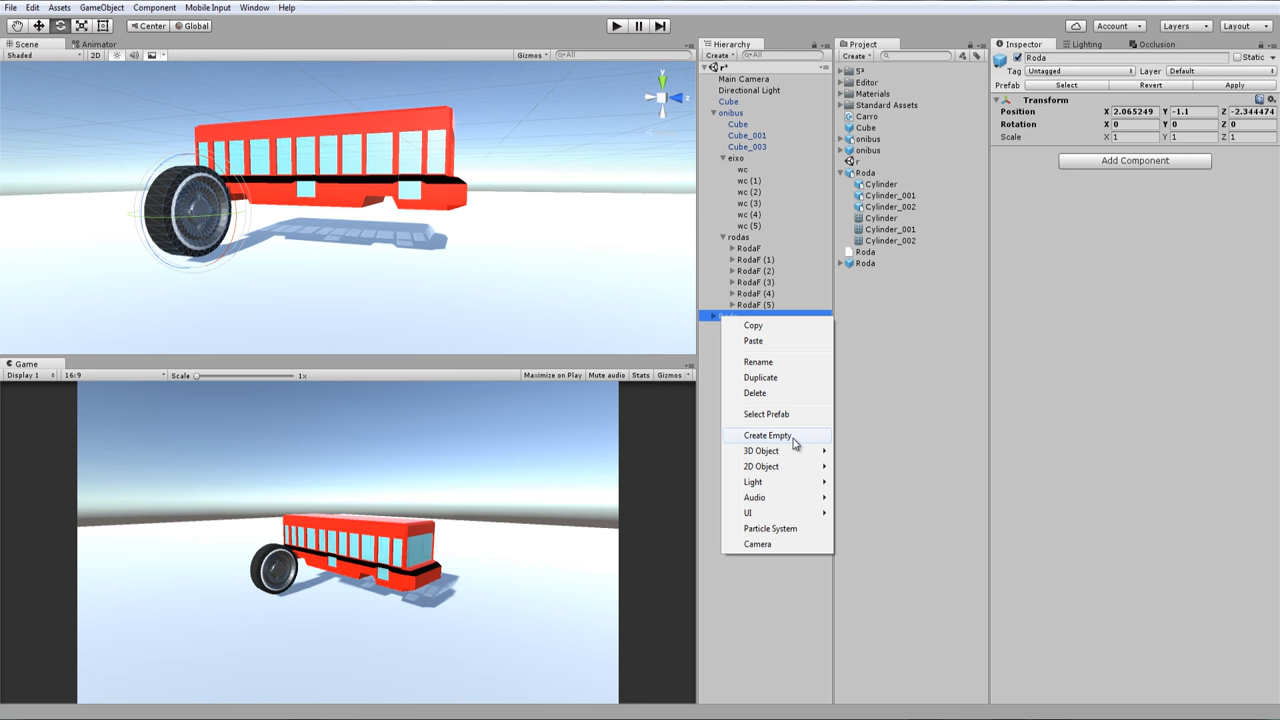 File Edit Assets GameObject Component Mobile Input Window Help
Center Global Account Layers Layout
Scene Animator
Shaded 2D Gizmos All
Hierarchy
Create All
r*
Main Camera
Directional Light
Cube
onibus
Cube
Cube_001
Cube_003
eixo
wc
wc (1)
wc (2)
wc (3)
wc (4)
wc (5)
rodas
RodaF
RodaF (1)
RodaF (2)
RodaF (3)
RodaF (4)
RodaF (5)
Copy
Paste
Rename
Duplicate
Delete
Select Prefab
Create Empty
3D Object
2D Object
Light
Audio
UI
Particle System
Camera
Project
Create
5ª
Editor
Materials
Standard Assets
Carro
Cube
onibus
onibus
r
Roda
Cylinder
Cylinder_001
Cylinder_002
Cylinder
Cylinder_001
Cylinder_002
Roda
Roda
Inspector Lighting Occlusion
Roda Static
Tag Untagged Layer Default
Prefab Select Revert Apply
Transform
Position X 2.065249 Y -1.1 Z -2.344474
Rotation X 0 Y 0 Z 0
Scale X 1 Y 1 Z 1
Add Component
Game
Display 1 16:9 Scale 1x Maximize on Play Mute audio Stats Gizmos